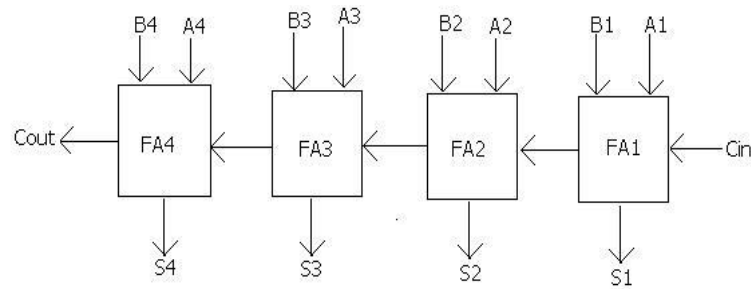 B4 A4 B3 A3 B2 A2 B1 A1
Cout FA4 FA3 FA2 FA1 Cin
S4 S3 S2 S1